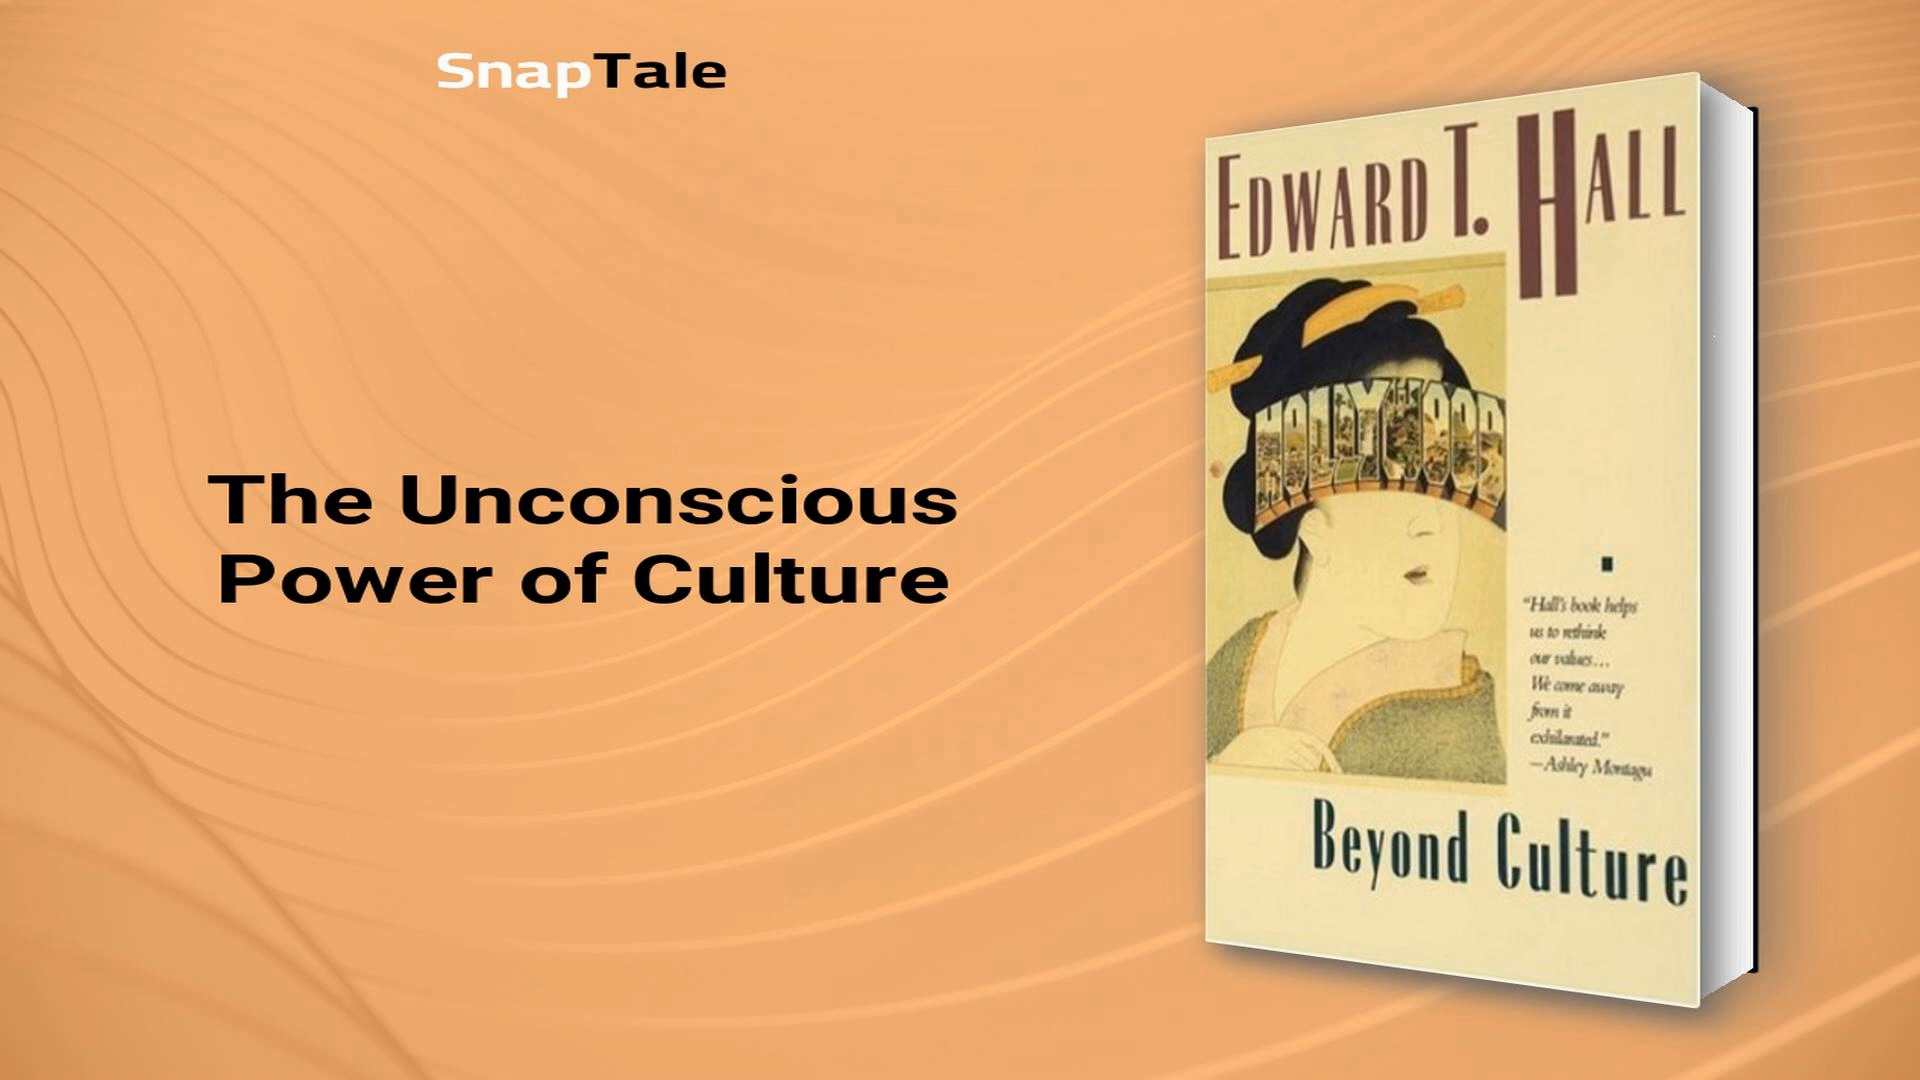 SnapTale
The Unconscious
Power of Culture
EDWARD T. HALL
HOLLYWOOD
"Hall's book helps
us to rethink
our values...
We come away
from it
exhilarated."
—Ashley Montagu
Beyond Culture